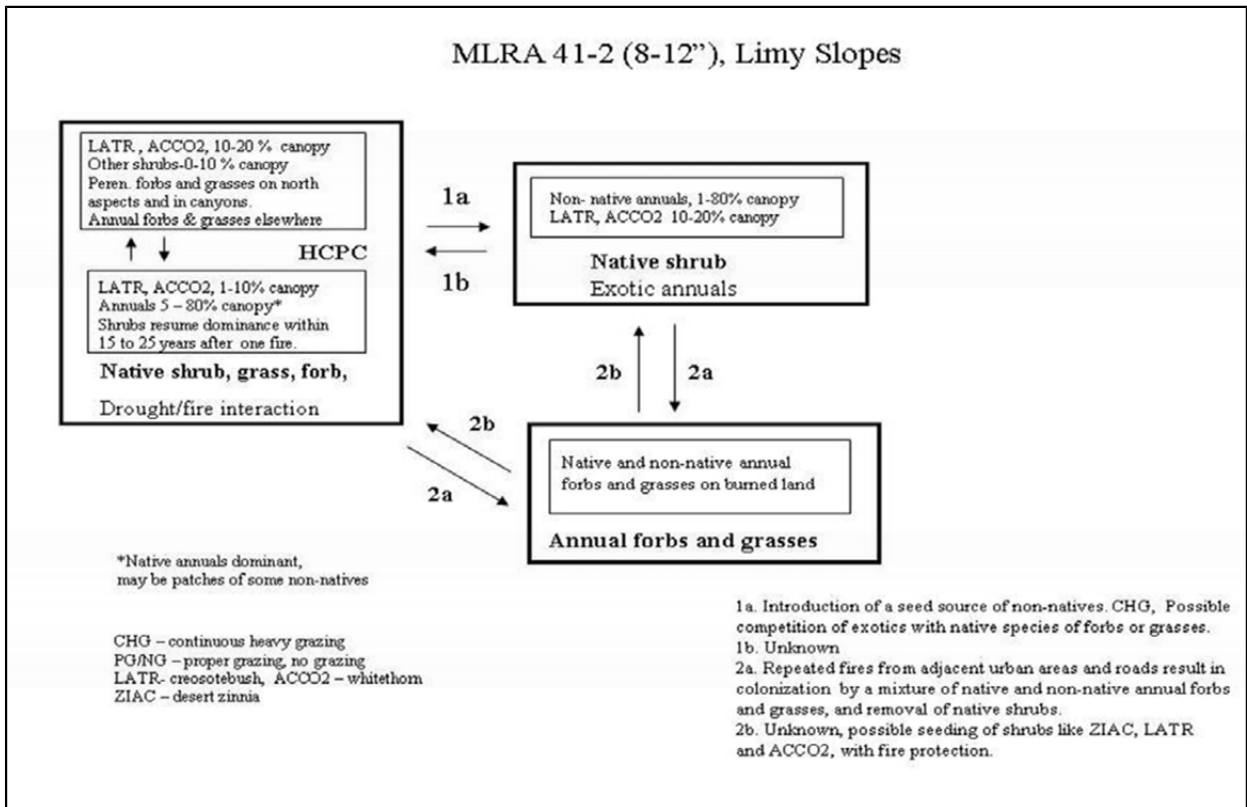 MLRA 41-2 (8-12”), Limy Slopes
LATR , ACCO2, 10-20 % canopy
Other shrubs-0-10 % canopy
Peren. forbs and grasses on north
aspects and in canyons.
Annual forbs & grasses elsewhere
HCPC
LATR, ACCO2, 1-10% canopy
Annuals 5 – 80% canopy*
Shrubs resume dominance within
15 to 25 years after one fire.
Native shrub, grass, forb,
Drought/fire interaction
1a
1b
Non- native annuals, 1-80% canopy
LATR, ACCO2 10-20% canopy
Native shrub
Exotic annuals
2b
2a
2b
2a
Native and non-native annual
forbs and grasses on burned land
Annual forbs and grasses
*Native annuals dominant,
may be patches of some non-natives
CHG – continuous heavy grazing
PG/NG – proper grazing, no grazing
LATR- creosotebush, ACCO2 – whitethorn
ZIAC – desert zinnia
1a. Introduction of a seed source of non-natives. CHG, Possible
competition of exotics with native species of forbs or grasses.
1b. Unknown
2a. Repeated fires from adjacent urban areas and roads result in
colonization by a mixture of native and non-native annual forbs
and grasses, and removal of native shrubs.
2b. Unknown, possible seeding of shrubs like ZIAC, LATR
and ACCO2, with fire protection.